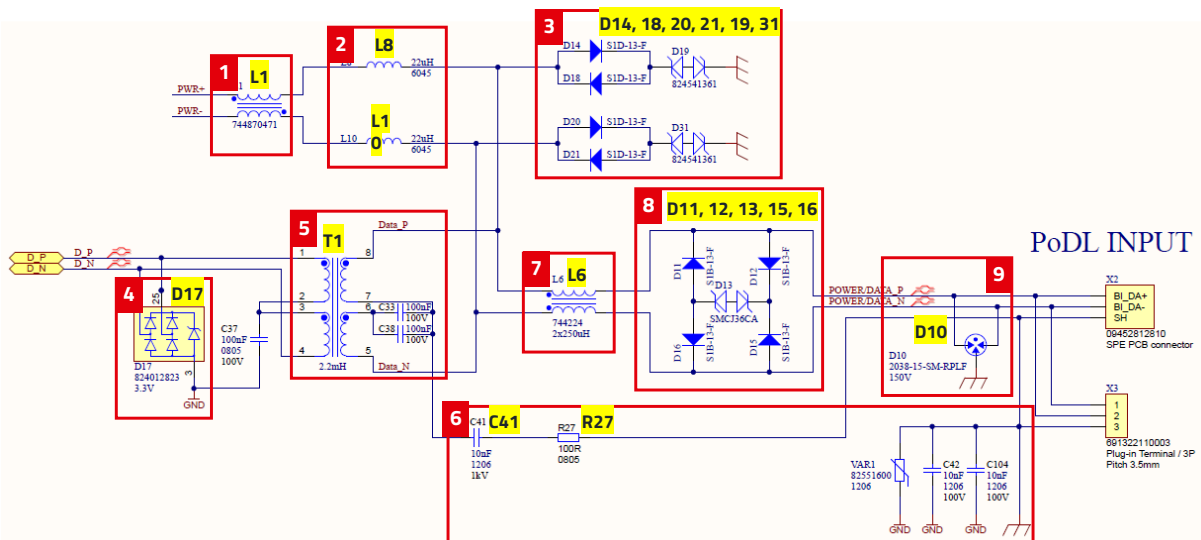 1
L1
1
PWR+
PWR-
744870471
2
L8
22uH
6045
L10
L10
22uH
6045
3
D14, 18, 20, 21, 19, 31
D14
S1D-13-F
D18
S1D-13-F
D19
824541361
D20
S1D-13-F
D21
S1D-13-F
D31
824541361
4
D17
D_P
D_N
D_P
D_N
25
3
D17
824012823
3.3V
GND
C37
100nF
0805
100V
5
T1
1
2
3
4
8
7
6
5
Data_P
C33
100nF
100V
C38
100nF
100V
Data_N
2.2mH
6
C41
R27
C41
10nF
1206
1kV
R27
100R
0805
VAR1
82551600
1206
C42
10nF
1206
100V
C104
10nF
1206
100V
GND
GND
GND
7
L6
L6
744224
2x250uH
8
D11, 12, 13, 15, 16
D11
S1B-13-F
D12
S1B-13-F
D13
SMCJ36CA
D16
S1B-13-F
D15
S1B-13-F
9
POWER/DATA_P
POWER/DATA_N
D10
D10
2038-15-SM-RPLF
150V
PoDL INPUT
X2
BI_DA+
BI_DA-
SH
09452812810
SPE PCB connector
X3
1
2
3
691322110003
Plug-in Terminal / 3P
Pitch 3.5mm